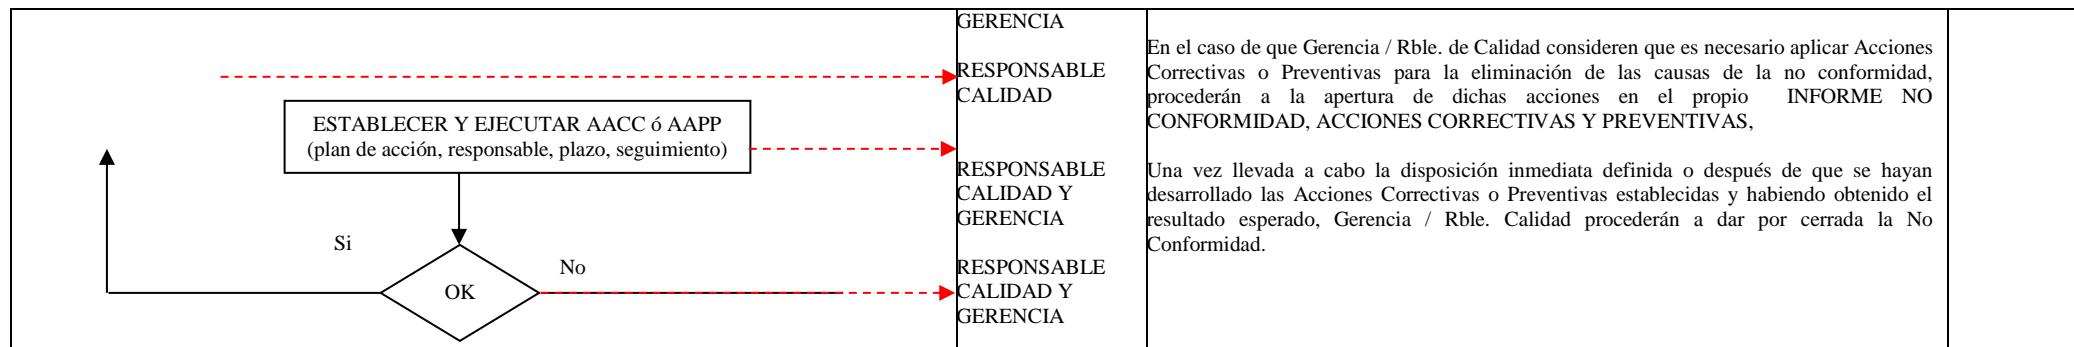 ESTABLECER Y EJECUTAR AACC ó AAPP
(plan de acción, responsable, plazo, seguimiento)
Si
No
OK
GERENCIA
RESPONSABLE
CALIDAD
RESPONSABLE
CALIDAD Y
GERENCIA
RESPONSABLE
CALIDAD Y
GERENCIA
En el caso de que Gerencia / Rble. de Calidad consideren que es necesario aplicar Acciones
Correctivas o Preventivas para la eliminación de las causas de la no conformidad,
procederán a la apertura de dichas acciones en el propio INFORME NO
CONFORMIDAD, ACCIONES CORRECTIVAS Y PREVENTIVAS,
Una vez llevada a cabo la disposición inmediata definida o después de que se hayan
desarrollado las Acciones Correctivas o Preventivas establecidas y habiendo obtenido el
resultado esperado, Gerencia / Rble. Calidad procederán a dar por cerrada la No
Conformidad.